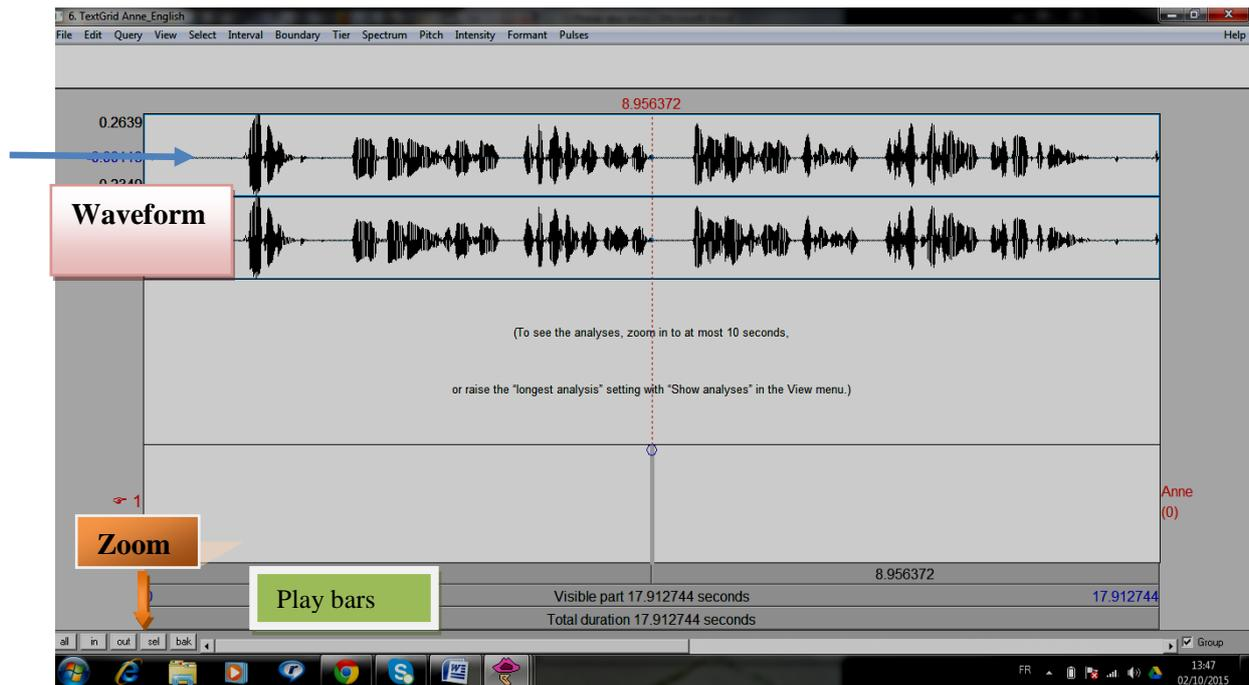 6. TextGrid Anne_English
File Edit Query View Select Interval Boundary Tier Spectrum Pitch Intensity Formant Pulses Help
8.956372
0.2639
Waveform
(To see the analyses, zoom in to at most 10 seconds,
or raise the "longest analysis" setting with "Show analyses" in the View menu.)
1
Anne
(0)
Zoom
8.956372
Play bars
Visible part 17.912744 seconds
17.912744
Total duration 17.912744 seconds
all in out sel bak
Group
FR
13:47
02/10/2015